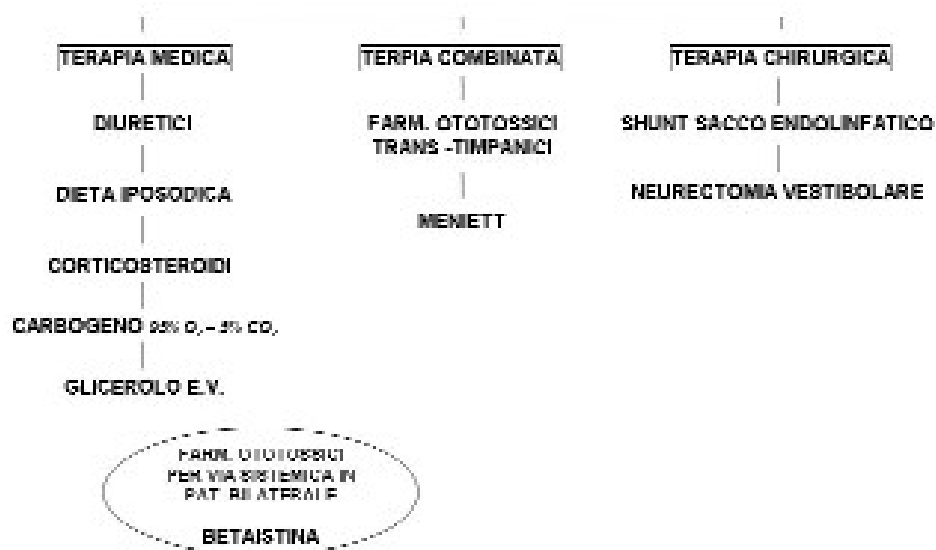 TERAPIA MEDICA
DIURETICI
DIETA IPOSODICA
CORTICOSTEROIDI
CARBOGENO 95% O₂ – 5% CO₂
GLICEROLO E.V.
FARM. OTOTOSSICI
PER VIA SISTEMICA IN
PAT. BILATERALE
BETAISTINA
TERPIA COMBINATA
FARM. OTOTOSSICI
TRANS -TIMPANICI
MENIETT
TERAPIA CHIRURGICA
SHUNT SACCO ENDOLINFATICO
NEURECTOMIA VESTIBOLARE